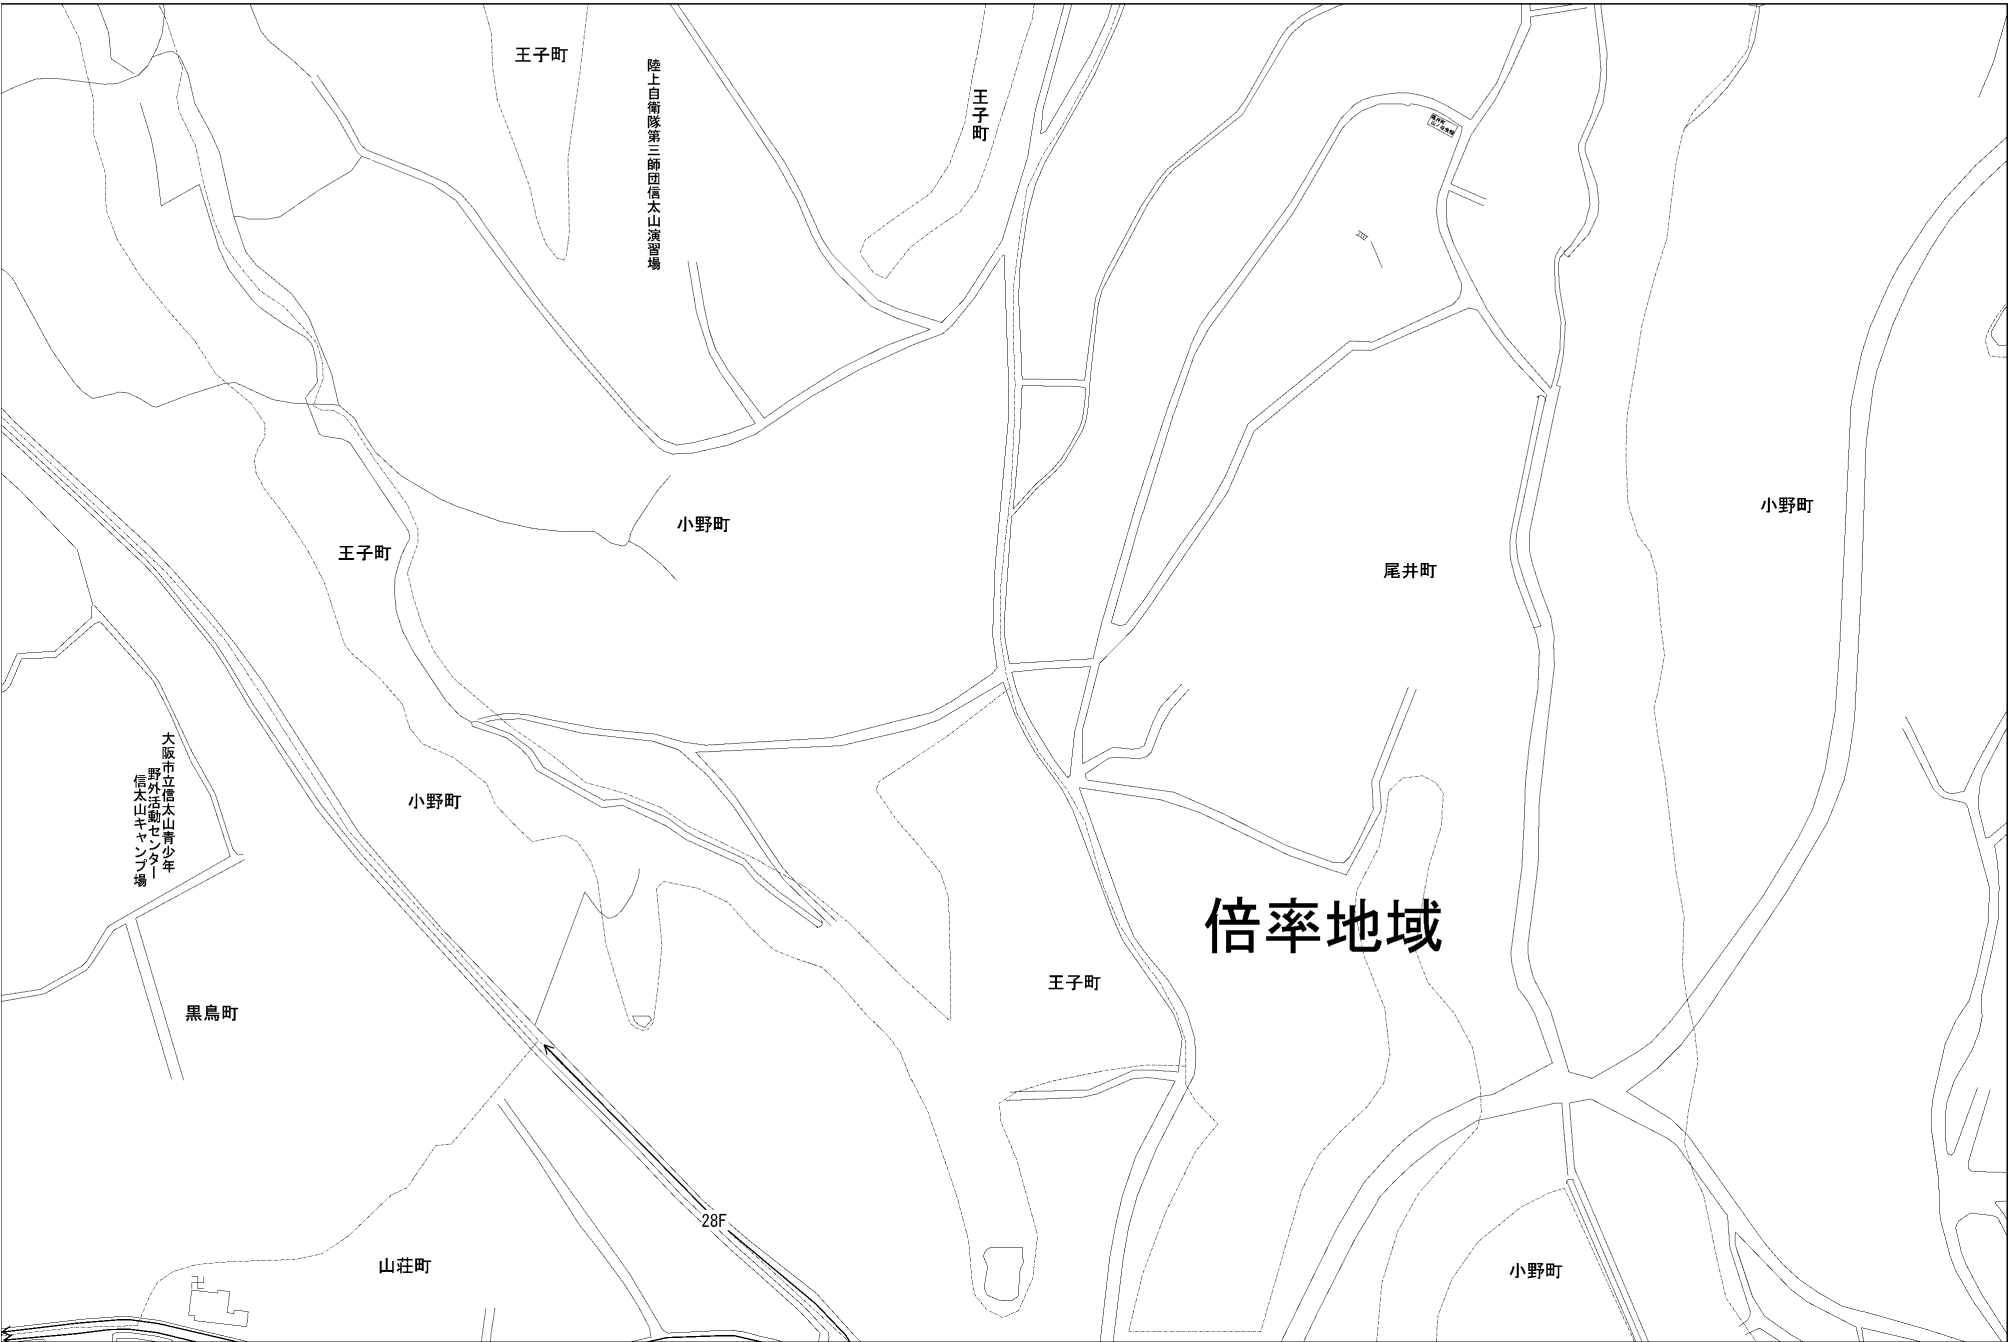 王子町
陸上自衛隊第三師団信太山演習場
王子町
小野町
小野町
王子町
尾井町
大阪市立信太山青少年
野外活動センター
信太山キャンプ場
小野町
倍率地域
王子町
黒鳥町
28F
山荘町
小野町